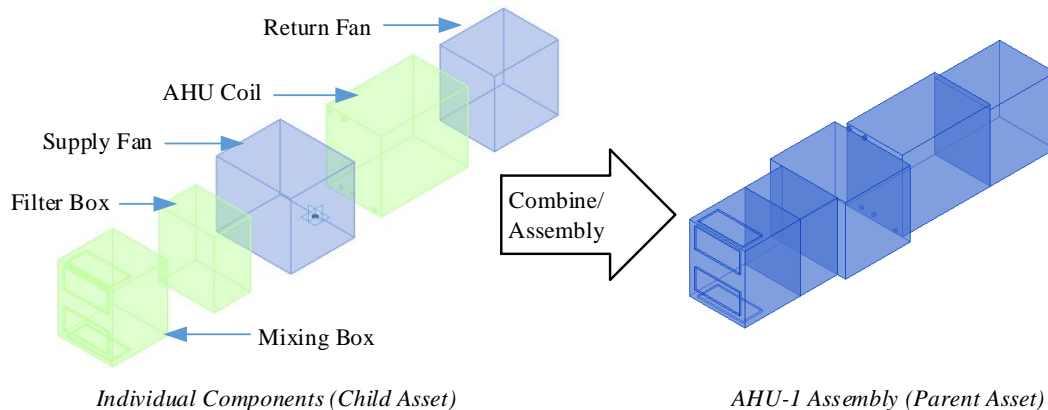 Return Fan
AHU Coil
Supply Fan
Filter Box
Mixing Box
Combine/
Assembly
Individual Components (Child Asset)
AHU-1 Assembly (Parent Asset)